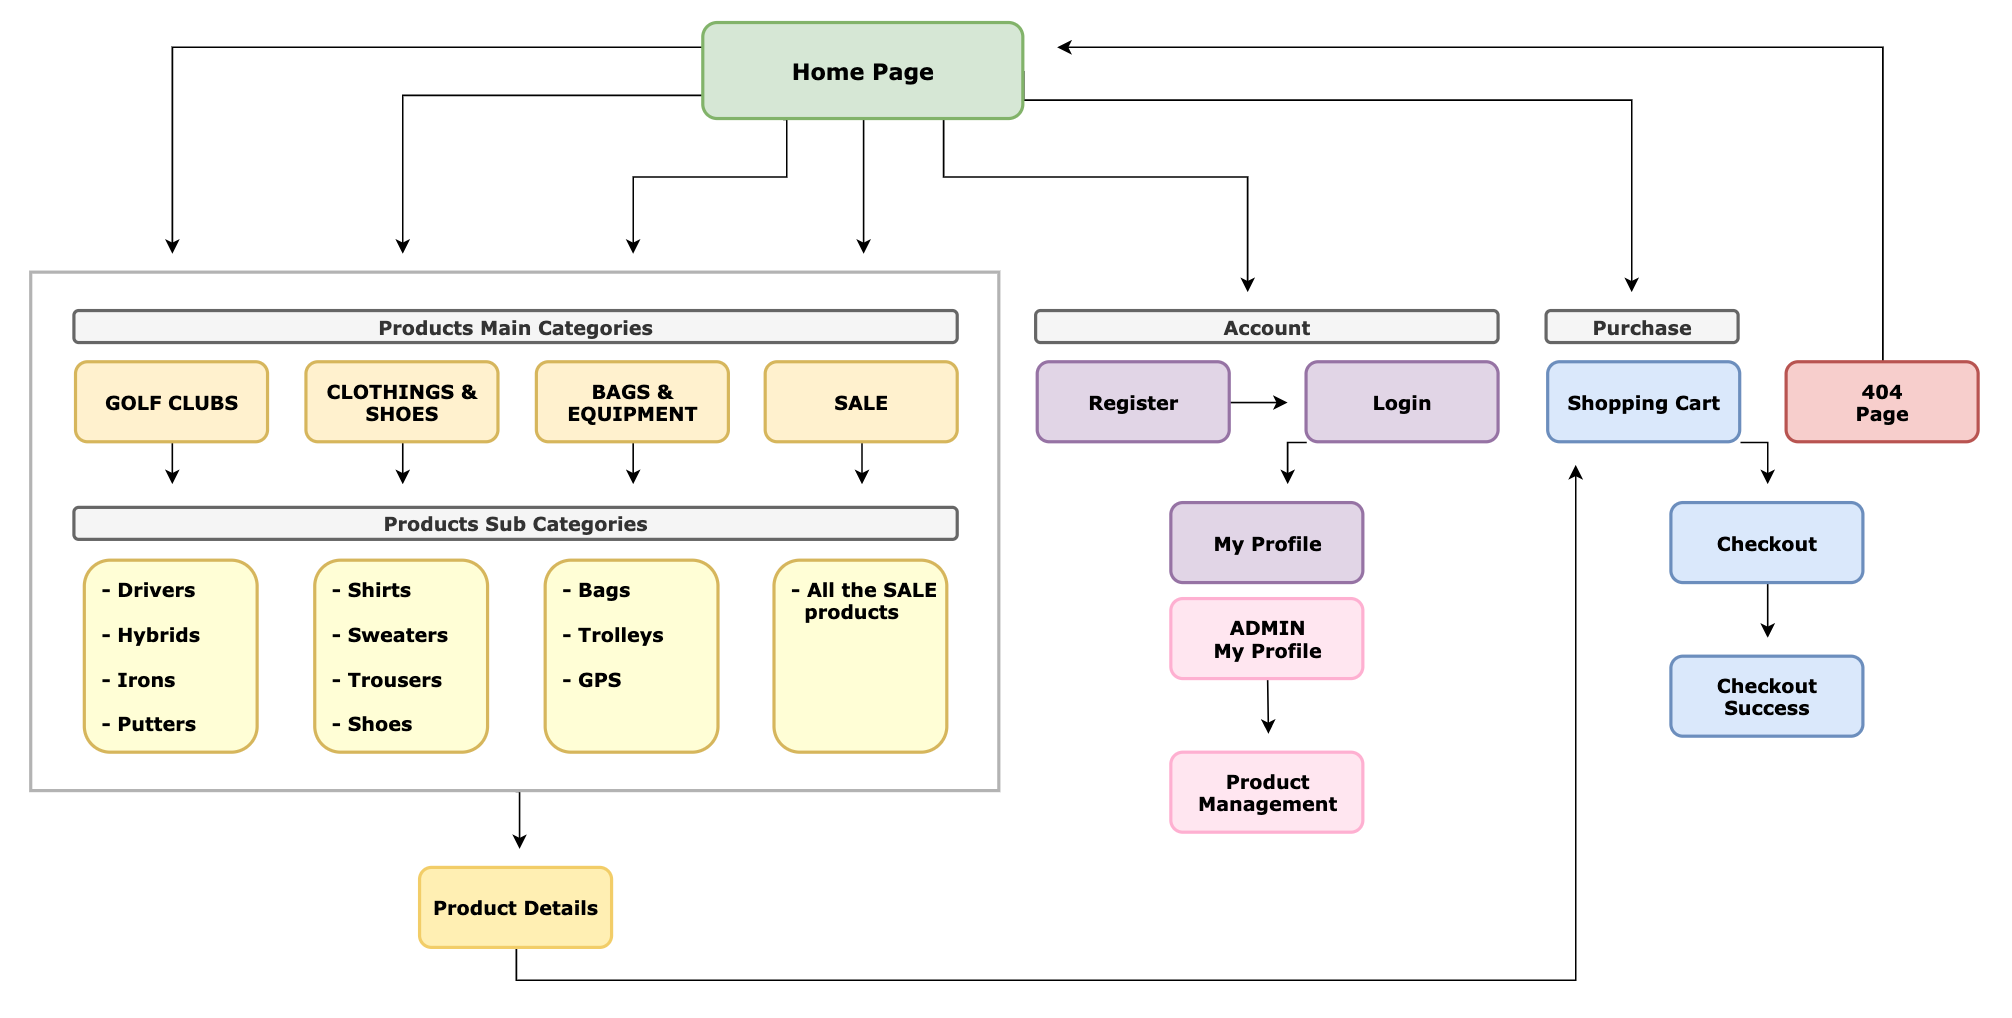 Home Page
Products Main Categories
GOLF CLUBS
CLOTHINGS &
SHOES
BAGS &
EQUIPMENT
SALE
Products Sub Categories
- Drivers
- Hybrids
- Irons
- Putters
- Shirts
- Sweaters
- Trousers
- Shoes
- Bags
- Trolleys
- GPS
- All the SALE
products
Product Details
Account
Register
Login
My Profile
ADMIN
My Profile
Product
Management
Purchase
Shopping Cart
Checkout
Checkout
Success
404
Page